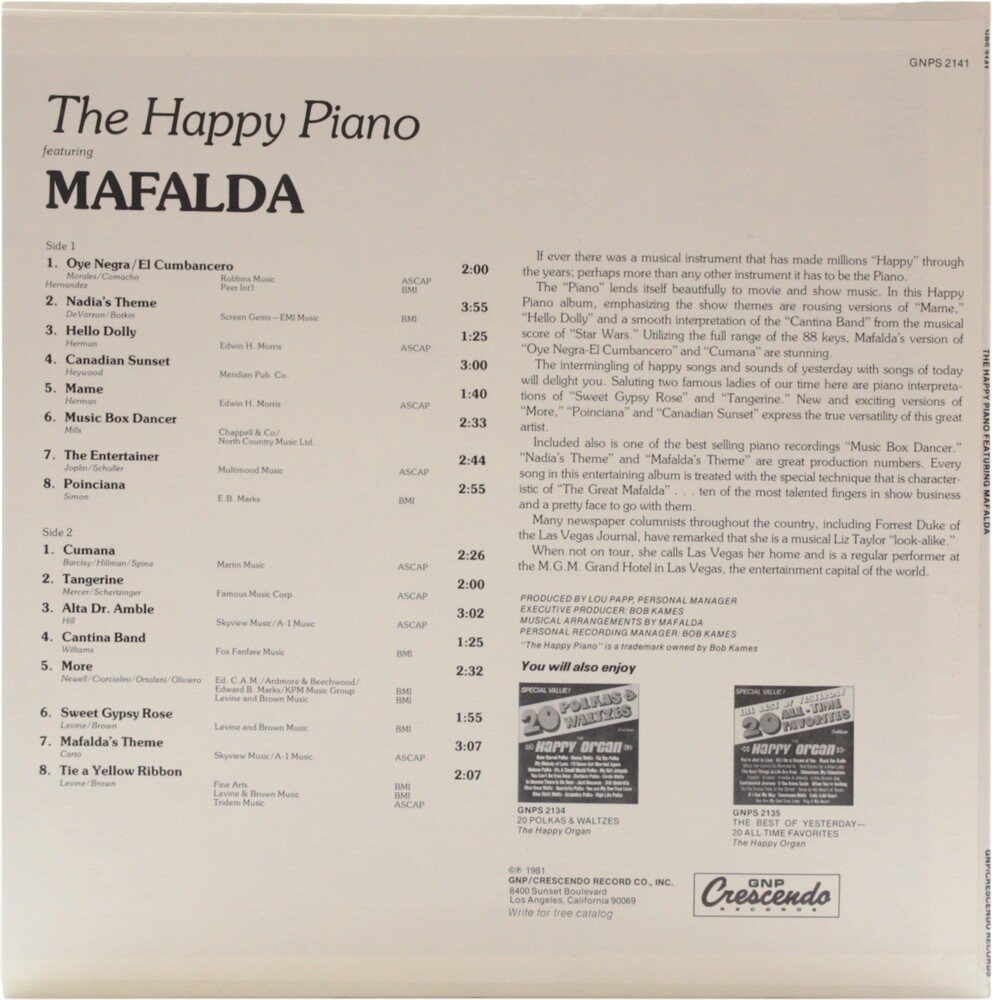 GNPS 2141
The Happy Piano
featuring
MAFALDA
Side 1
1. Oye Negra/El Cumbancero 2:00
Morales/Camacho Robbins Music ASCAP
Hernandez Peer Int'l BMI
2. Nadia's Theme 3:55
DeVorzon/Botkin Screen Gems—EMI Music BMI
3. Hello Dolly 1:25
Herman Edwin H. Morris ASCAP
4. Canadian Sunset 3:00
Heywood Meridian Pub. Co.
5. Mame 1:40
Herman Edwin H. Morris ASCAP
6. Music Box Dancer 2:33
Mills Chappell & Co/
North Country Music Ltd.
7. The Entertainer 2:44
Joplin/Schuller Multimood Music ASCAP
8. Poinciana 2:55
Simon E.B. Marks BMI
Side 2
1. Cumana 2:26
Barclay/Hillman/Spina Martin Music ASCAP
2. Tangerine 2:00
Mercer/Schertzinger Famous Music Corp. ASCAP
3. Alta Dr. Amble 3:02
Hill Skyview Music/A-1 Music ASCAP
4. Cantina Band 1:25
Williams Fox Fanfare Music BMI
5. More 2:32
Newell/Ciorciolini/Ortolani/Oliviero Ed. C.A.M./Ardmore & Beechwood/
Edward B. Marks/KPM Music Group BMI
Levine and Brown Music BMI
6. Sweet Gypsy Rose 1:55
Levine/Brown Levine and Brown Music BMI
7. Mafalda's Theme 3:07
Carto Skyview Music/A-1 Music ASCAP
8. Tie a Yellow Ribbon 2:07
Levine/Brown Fine Arts BMI
Levine & Brown Music BMI
Tridem Music ASCAP
If ever there was a musical instrument that has made millions "Happy" through
the years; perhaps more than any other instrument it has to be the Piano.
The "Piano" lends itself beautifully to movie and show music. In this Happy
Piano album, emphasizing the show themes are rousing versions of "Mame,"
"Hello Dolly" and a smooth interpretation of the "Cantina Band" from the musical
score of "Star Wars." Utilizing the full range of the 88 keys, Mafalda's version of
"Oye Negra-El Cumbancero" and "Cumana" are stunning.
The intermingling of happy songs and sounds of yesterday with songs of today
will delight you. Saluting two famous ladies of our time here are piano interpreta-
tions of "Sweet Gypsy Rose" and "Tangerine." New and exciting versions of
"More," "Poinciana" and "Canadian Sunset" express the true versatility of this great
artist.
Included also is one of the best selling piano recordings "Music Box Dancer."
"Nadia's Theme" and "Mafalda's Theme" are great production numbers. Every
song in this entertaining album is treated with the special technique that is character-
istic of "The Great Mafalda" . . . ten of the most talented fingers in show business
and a pretty face to go with them.
Many newspaper columnists throughout the country, including Forrest Duke of
the Las Vegas Journal, have remarked that she is a musical Liz Taylor "look-alike."
When not on tour, she calls Las Vegas her home and is a regular performer at
the M.G.M. Grand Hotel in Las Vegas, the entertainment capital of the world.
PRODUCED BY LOU PAPP, PERSONAL MANAGER
EXECUTIVE PRODUCER: BOB KAMES
MUSICAL ARRANGEMENTS BY MAFALDA
PERSONAL RECORDING MANAGER: BOB KAMES
"The Happy Piano" is a trademark owned by Bob Kames
You will also enjoy
SPECIAL VALUE!
20 POLKAS &
WALTZES
THE
HAPPY ORGAN
GNPS 2134
20 POLKAS & WALTZES
The Happy Organ
SPECIAL VALUE!
THE BEST OF YESTERDAY
20 ALL-TIME
FAVORITES
HAPPY ORGAN
GNPS 2135
THE BEST OF YESTERDAY—
20 ALL-TIME FAVORITES
The Happy Organ
©℗ 1981
GNP/CRESCENDO RECORD CO., INC.
8400 Sunset Boulevard
Los Angeles, California 90069
Write for free catalog
GNP
Crescendo
RECORDS
THE HAPPY PIANO FEATURING MAFALDA
GNP/CRESCENDO RECORDS